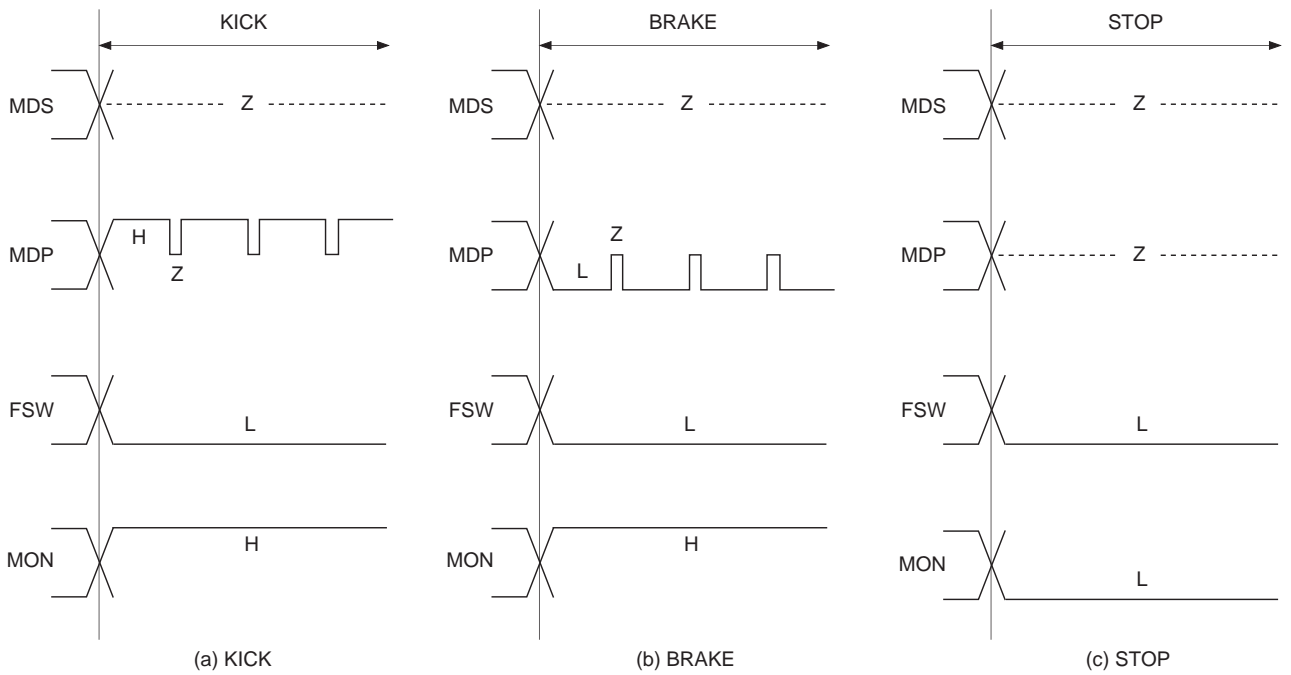 KICK
MDS
Z
MDP
H
Z
FSW
L
MON
H
(a) KICK
BRAKE
MDS
Z
MDP
Z
L
FSW
L
MON
H
(b) BRAKE
STOP
MDS
Z
MDP
Z
FSW
L
MON
L
(c) STOP